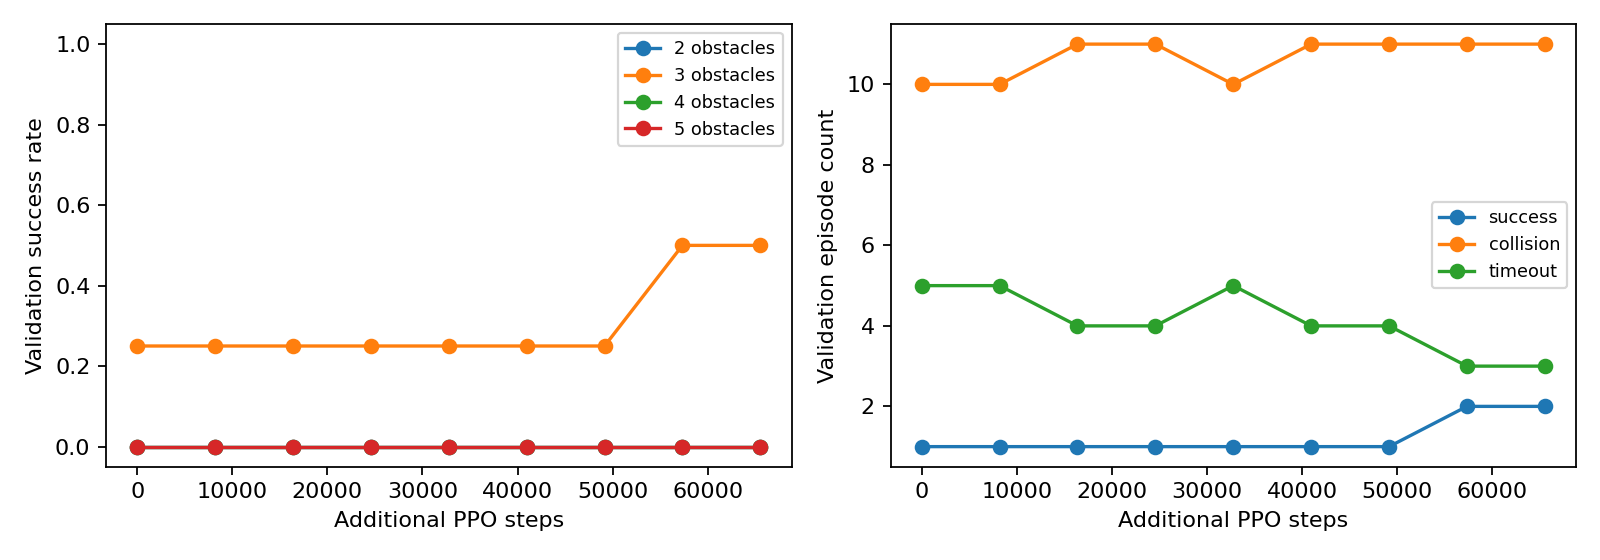 Validation success rate
1.0
0.8
0.6
0.4
0.2
0.0
2 obstacles
3 obstacles
4 obstacles
5 obstacles
0 10000 20000 30000 40000 50000 60000
Additional PPO steps
Validation episode count
10
8
6
4
2
success
collision
timeout
0 10000 20000 30000 40000 50000 60000
Additional PPO steps